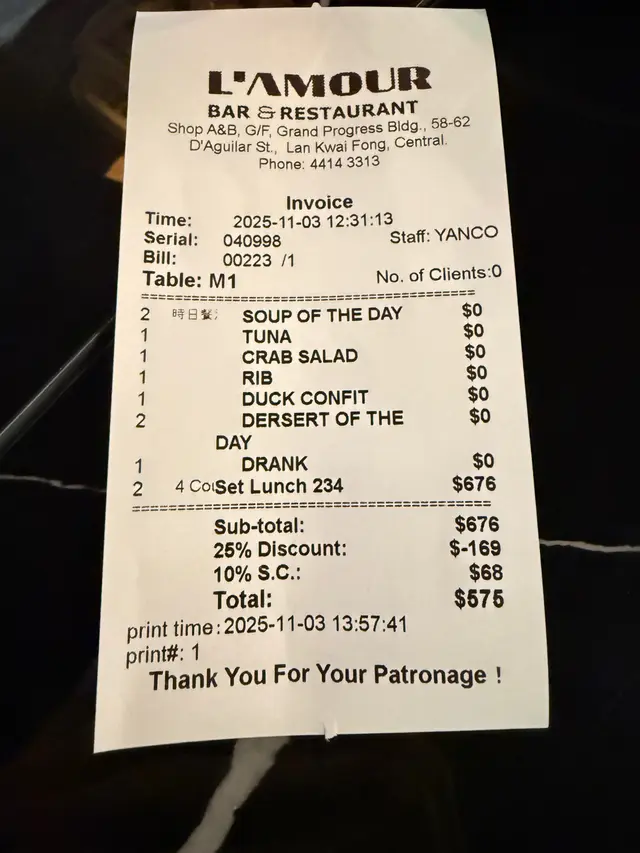 L'AMOUR
BAR & RESTAURANT
Shop A&B, G/F, Grand Progress Bldg., 58-62
D'Aguilar St., Lan Kwai Fong, Central.
Phone: 4414 3313
Invoice
Time: 2025-11-03 12:31:13
Serial: 040998 Staff: YANCO
Bill: 00223 /1
Table: M1 No. of Clients:0
2 時日餐 SOUP OF THE DAY $0
1 TUNA $0
1 CRAB SALAD $0
1 RIB $0
1 DUCK CONFIT $0
2 DERSERT OF THE $0
DAY
1 DRANK $0
2 4 Cou Set Lunch 234 $676
Sub-total: $676
25% Discount: $-169
10% S.C.: $68
Total: $575
print time:2025-11-03 13:57:41
print#: 1
Thank You For Your Patronage !